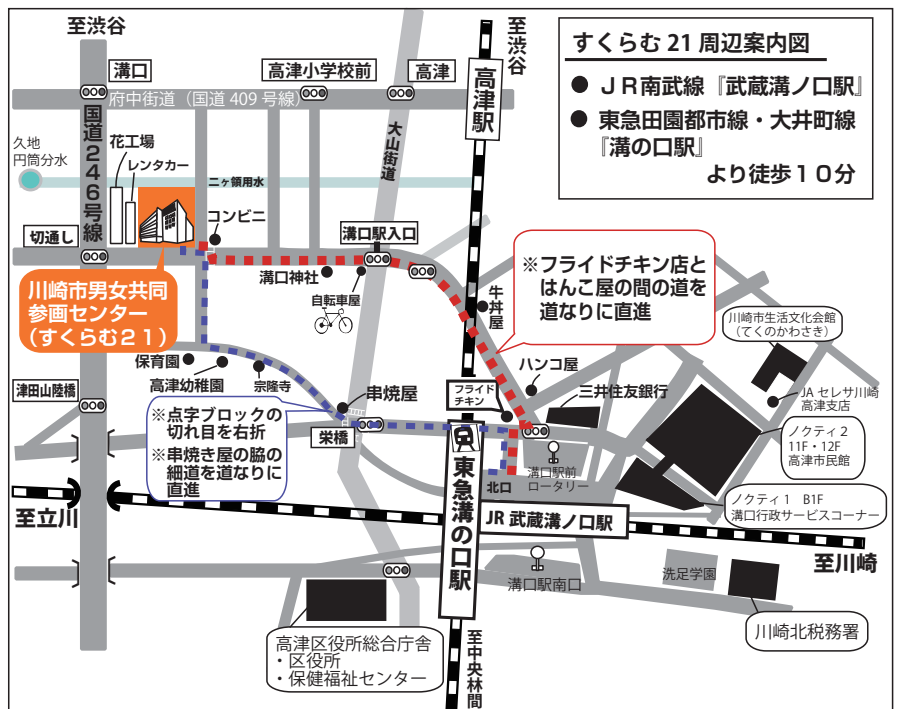 至渋谷
溝口
高津小学校前
高津
至渋谷
すくらむ21周辺案内図
● ＪＲ南武線『武蔵溝ノ口駅』
● 東急田園都市線・大井町線
『溝の口駅』
より徒歩１０分
府中街道（国道409号線）
高津駅
国道２４６号線
大山街道
久地
円筒分水
花工場
レンタカー
二ヶ領用水
コンビニ
切通し
溝口駅入口
溝口神社
自転車屋
牛丼屋
※フライドチキン店と
はんこ屋の間の道を
道なりに直進
川崎市男女共同
参画センター
(すくらむ２１)
川崎市生活文化会館
（てくのかわさき）
保育園
高津幼稚園
宗隆寺
津田山陸橋
串焼屋
フライド
チキン
ハンコ屋
三井住友銀行
JA セレサ川崎
高津支店
※点字ブロックの
切れ目を右折
※串焼き屋の脇の
細道を道なりに
直進
栄橋
ノクティ２
11F・12F
高津市民館
溝口駅前
ロータリー
北口
東急溝の口駅
ノクティ1　B1F
溝口行政サービスコーナー
至立川
JR 武蔵溝ノ口駅
至川崎
溝口駅南口
洗足学園
川崎北税務署
高津区役所総合庁舎
・区役所
・保健福祉センター
至中央林間